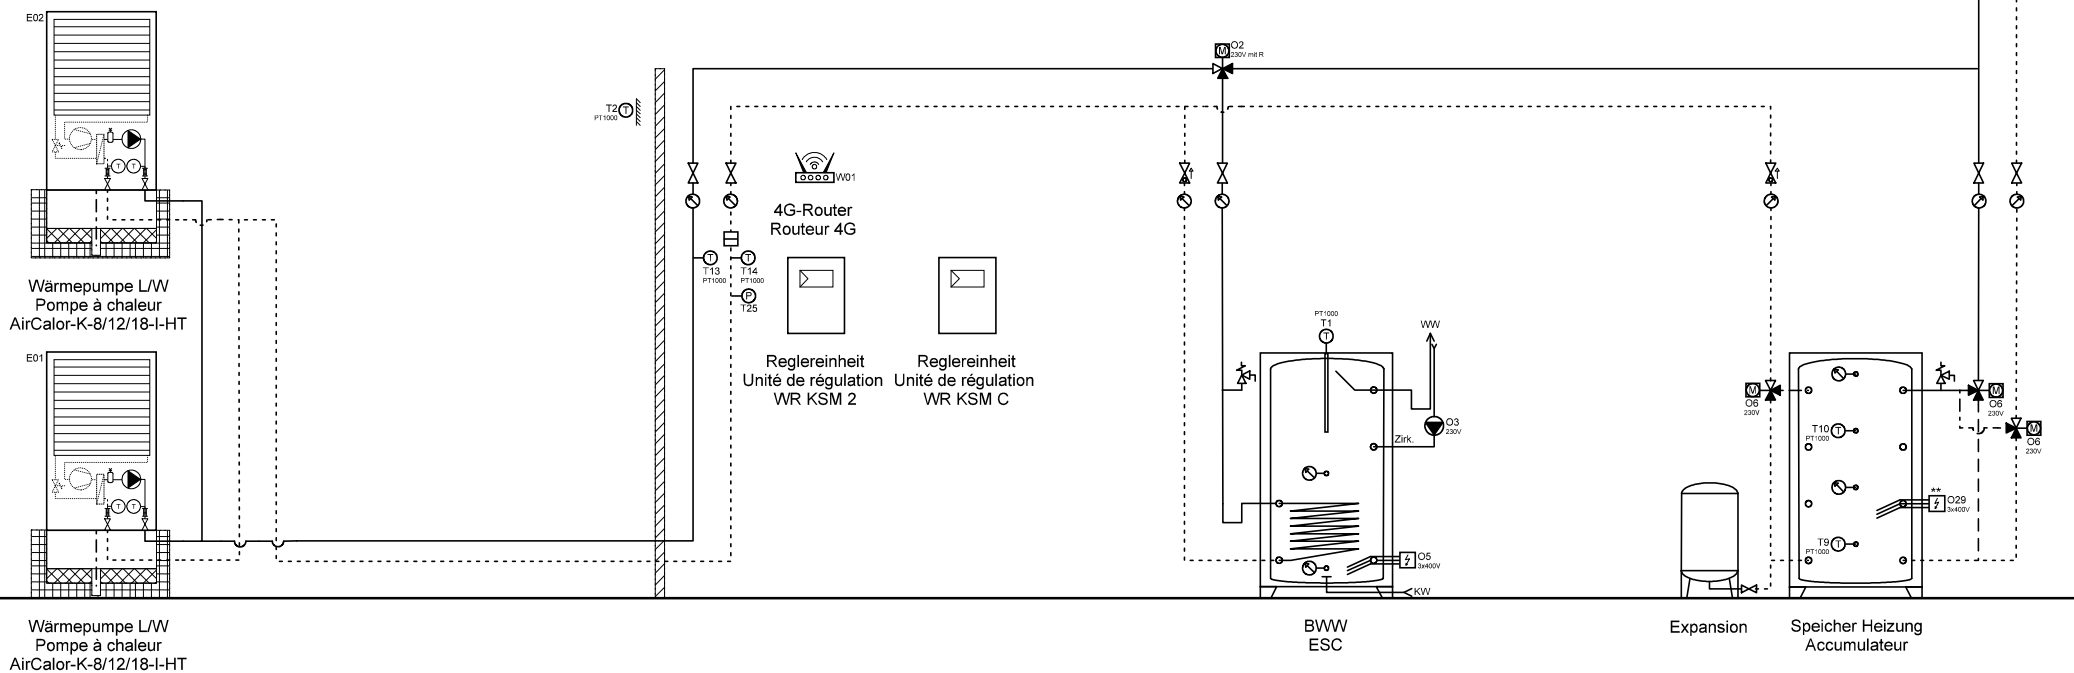 E02
Wärmepumpe L/W
Pompe à chaleur
AirCalor-K-8/12/18-I-HT
E01
Wärmepumpe L/W
Pompe à chaleur
AirCalor-K-8/12/18-I-HT
T
T
T
T
T2
PT1000
T
T
T13
PT1000
T
T14
PT1000
P
T25
W01
4G-Router
Routeur 4G
Reglereinheit
Unité de régulation
WR KSM 2
Reglereinheit
Unité de régulation
WR KSM C
M
O2
230V mit R
PT1000
T1
T
WW
O3
230V
Zirk.
O5
3x400V
KW
BWW
ESC
Expansion
M
O6
230V
T10
PT1000
T
T9
PT1000
T
M
O6
230V
M
O6
230V
**
O29
3x400V
Speicher Heizung
Accumulateur